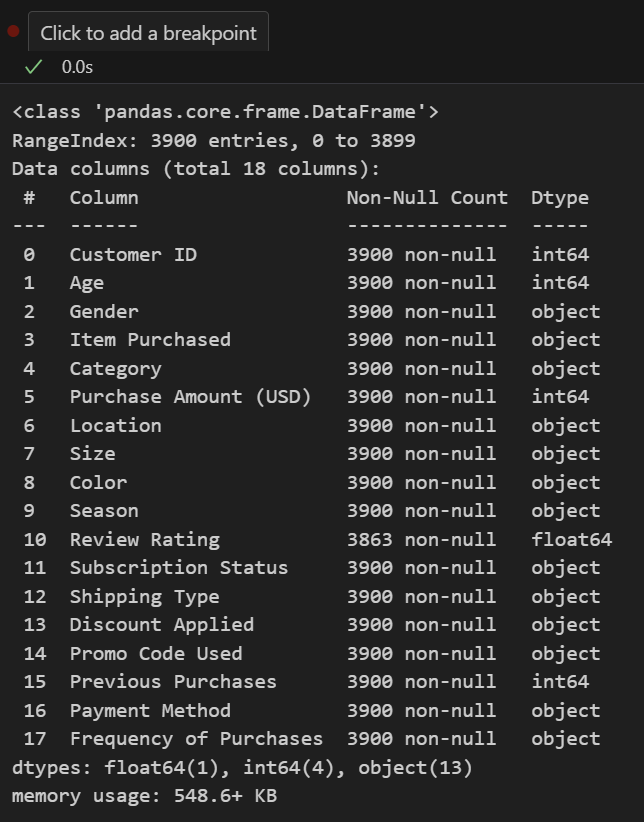 Click to add a breakpoint
0.0s
<class 'pandas.core.frame.DataFrame'>
RangeIndex: 3900 entries, 0 to 3899
Data columns (total 18 columns):
 #   Column                  Non-Null Count  Dtype
---  ------                  --------------  -----
 0   Customer ID             3900 non-null   int64
 1   Age                     3900 non-null   int64
 2   Gender                  3900 non-null   object
 3   Item Purchased          3900 non-null   object
 4   Category                3900 non-null   object
 5   Purchase Amount (USD)   3900 non-null   int64
 6   Location                3900 non-null   object
 7   Size                    3900 non-null   object
 8   Color                   3900 non-null   object
 9   Season                  3900 non-null   object
 10  Review Rating           3863 non-null   float64
 11  Subscription Status     3900 non-null   object
 12  Shipping Type           3900 non-null   object
 13  Discount Applied        3900 non-null   object
 14  Promo Code Used         3900 non-null   object
 15  Previous Purchases      3900 non-null   int64
 16  Payment Method          3900 non-null   object
 17  Frequency of Purchases  3900 non-null   object
dtypes: float64(1), int64(4), object(13)
memory usage: 548.6+ KB